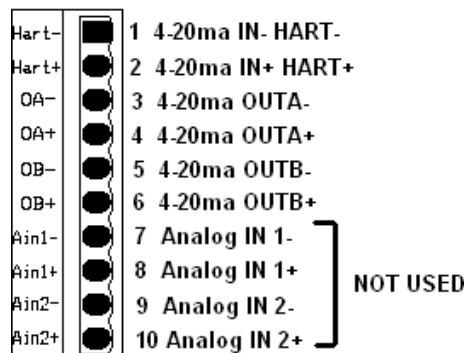 Hart- 1 4-20ma IN- HART-
Hart+ 2 4-20ma IN+ HART+
OA- 3 4-20ma OUTA-
OA+ 4 4-20ma OUTA+
OB- 5 4-20ma OUTB-
OB+ 6 4-20ma OUTB+
Ain1- 7 Analog IN 1-
Ain1+ 8 Analog IN 1+
NOT USED
Ain2- 9 Analog IN 2-
Ain2+ 10 Analog IN 2+